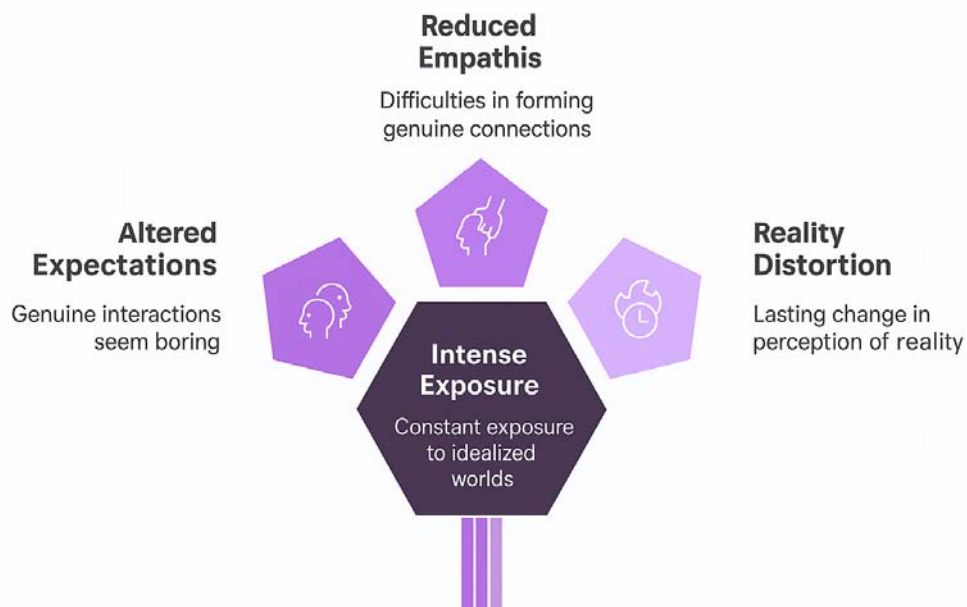 Reduced
Empathis
Difficulties in forming
genuine connections
Altered
Expectations
Genuine interactions
seem boring
Reality
Distortion
Lasting change in
perception of reality
Intense
Exposure
Constant exposure
to idealized
worlds